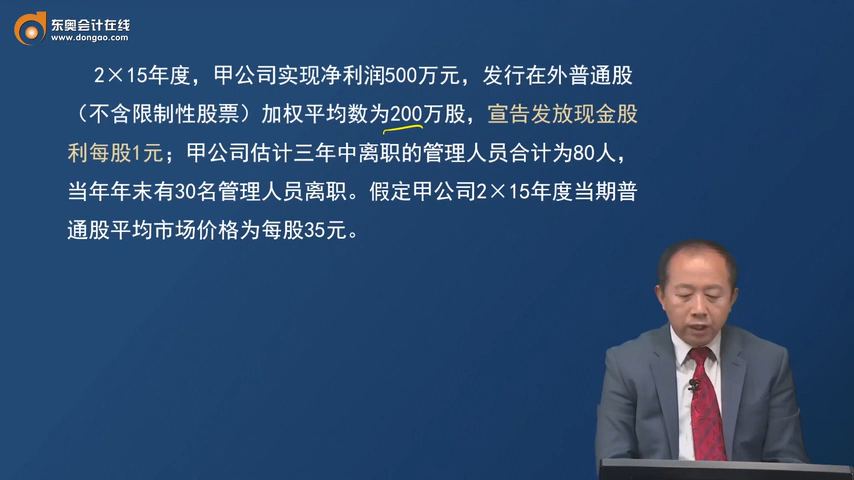 东奥会计在线
www.dongao.com
2×15年度，甲公司实现净利润500万元，发行在外普通股
（不含限制性股票）加权平均数为200万股，宣告发放现金股
利每股1元；甲公司估计三年中离职的管理人员合计为80人，
当年年末有30名管理人员离职。假定甲公司2×15年度当期普
通股平均市场价格为每股35元。